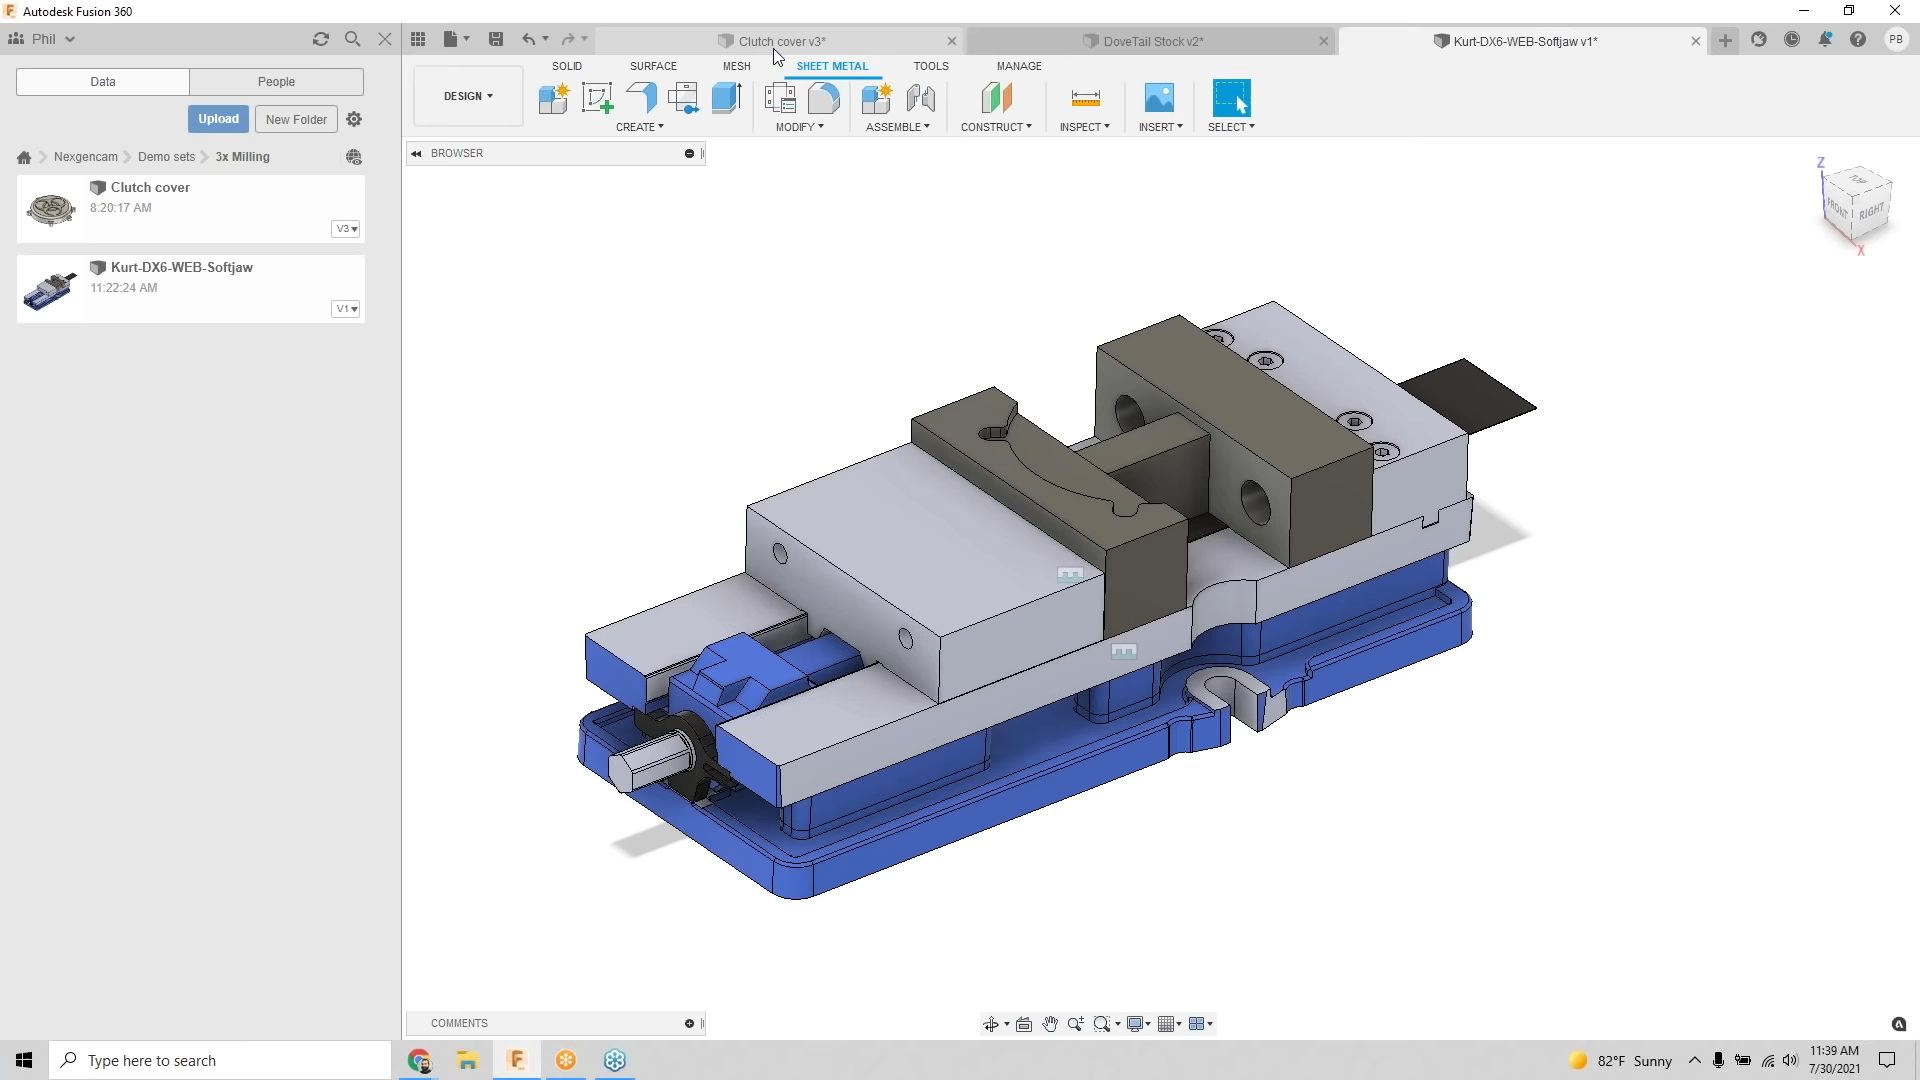 Autodesk Fusion 360
Phil
Clutch cover v3*
DoveTail Stock v2*
Kurt-DX6-WEB-Softjaw v1*
PB
SOLID SURFACE MESH SHEET METAL TOOLS MANAGE
Data People
DESIGN
Upload New Folder
CREATE MODIFY ASSEMBLE CONSTRUCT INSPECT INSERT SELECT
Nexgencam Demo sets 3x Milling
BROWSER
Clutch cover
8:20:17 AM
V3
Kurt-DX6-WEB-Softjaw
11:22:24 AM
V1
Z
TOP
FRONT RIGHT
X
COMMENTS
Type here to search
82°F Sunny
11:39 AM
7/30/2021